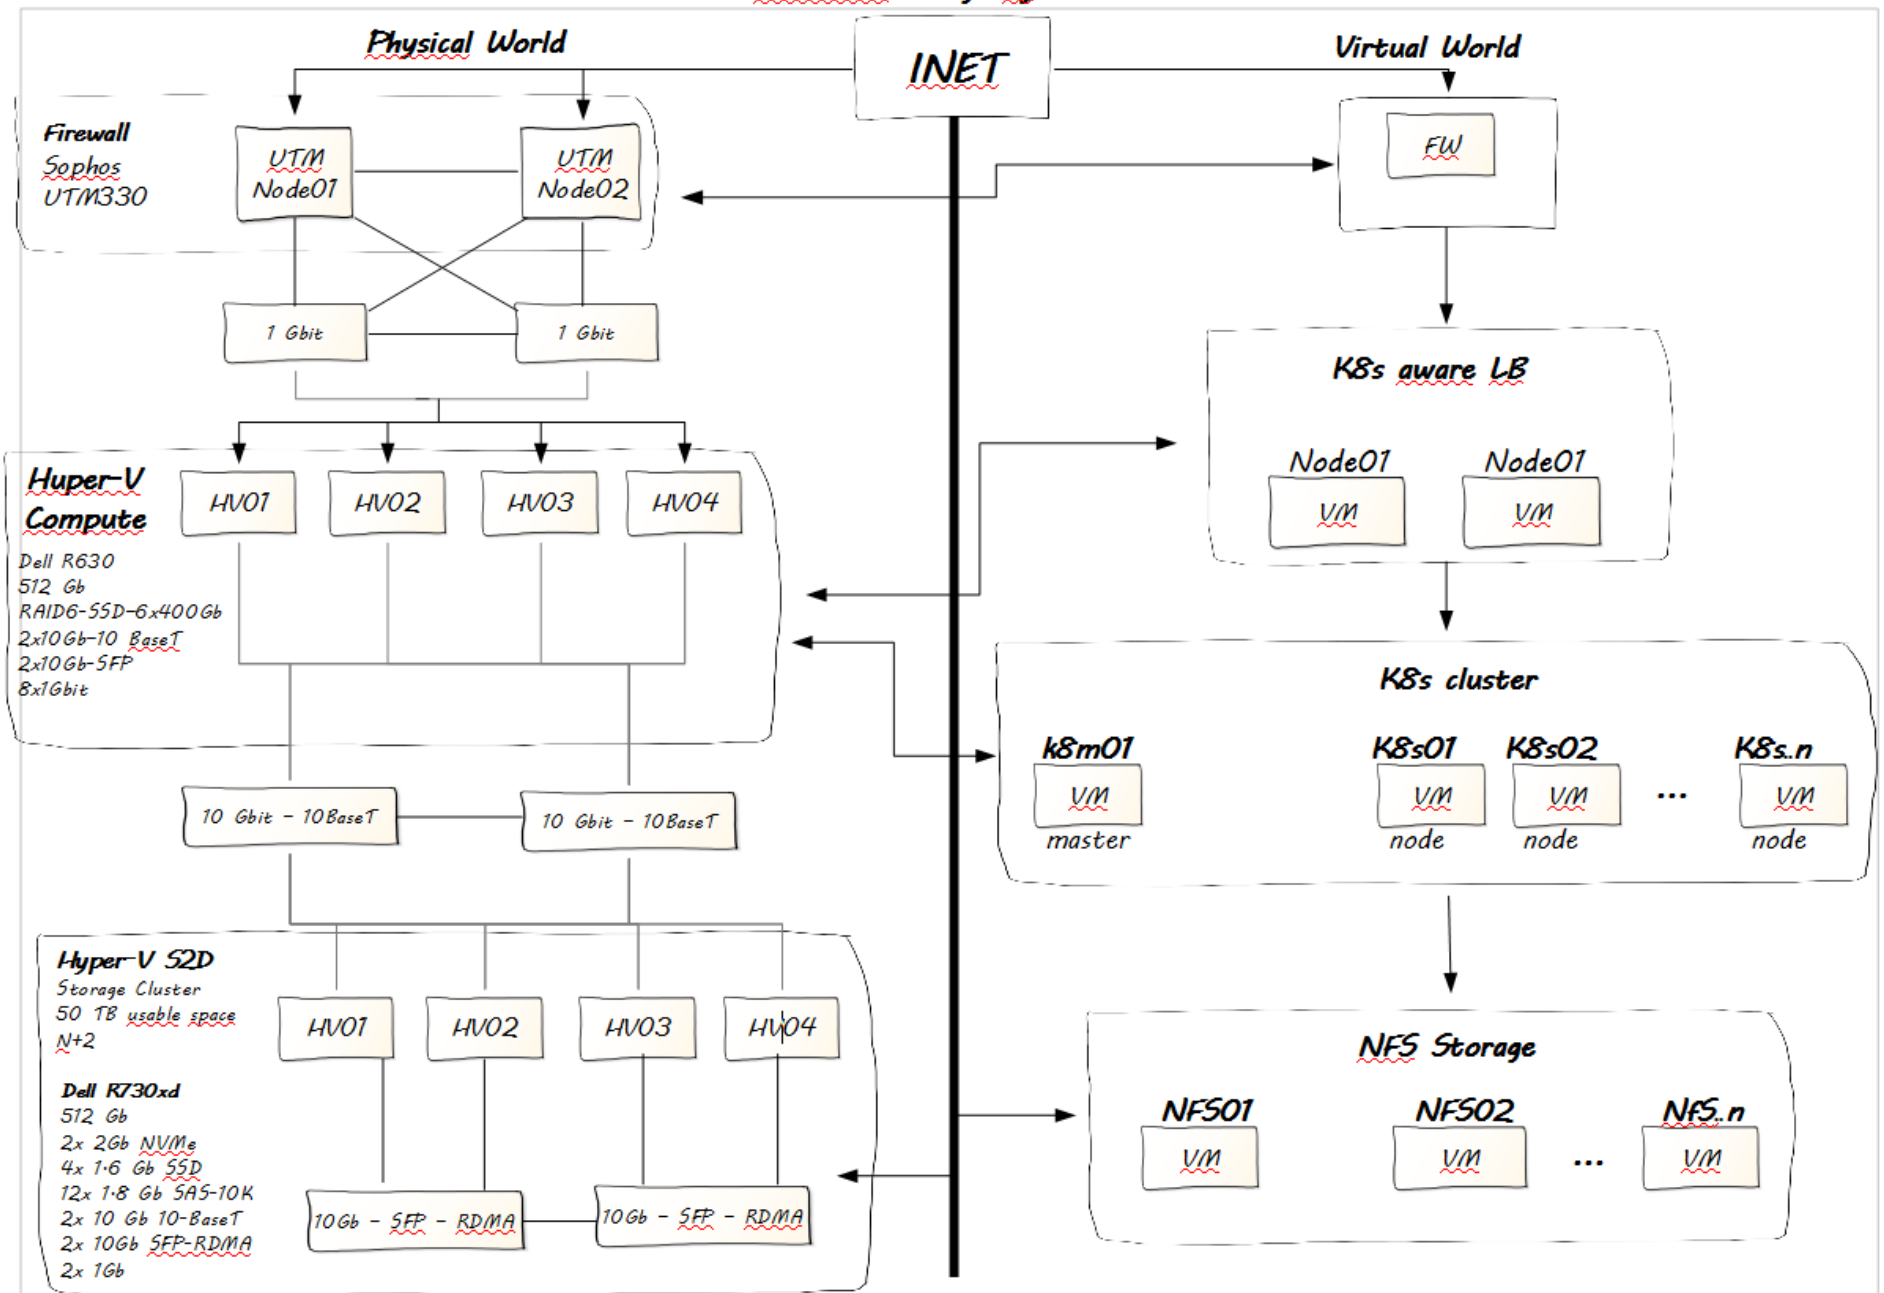 Physical World
INET
Virtual World
Firewall
Sophos
UTM330
UTM
Node01
UTM
Node02
FW
1 Gbit
1 Gbit
K8s aware LB
Node01
VM
Node01
VM
Huper-V
Compute
HV01
HV02
HV03
HV04
Dell R630
512 Gb
RAID6-SSD-6x400Gb
2x10Gb-10 BaseT
2x10Gb-SFP
8x1Gbit
K8s cluster
k8m01
VM
master
K8s01
VM
node
K8s02
VM
node
...
K8s..n
VM
node
10 Gbit - 10BaseT
10 Gbit - 10BaseT
Hyper-V S2D
Storage Cluster
50 TB usable space
N+2
HV01
HV02
HV03
HV04
Dell R730xd
512 Gb
2x 2Gb NVMe
4x 1.6 Gb SSD
12x 1.8 Gb SAS-10K
2x 10 Gb 10-BaseT
2x 10Gb SFP-RDMA
2x 1Gb
10Gb - SFP - RDMA
10Gb - SFP - RDMA
NFS Storage
NFS01
VM
NFS02
VM
...
NfS..n
VM